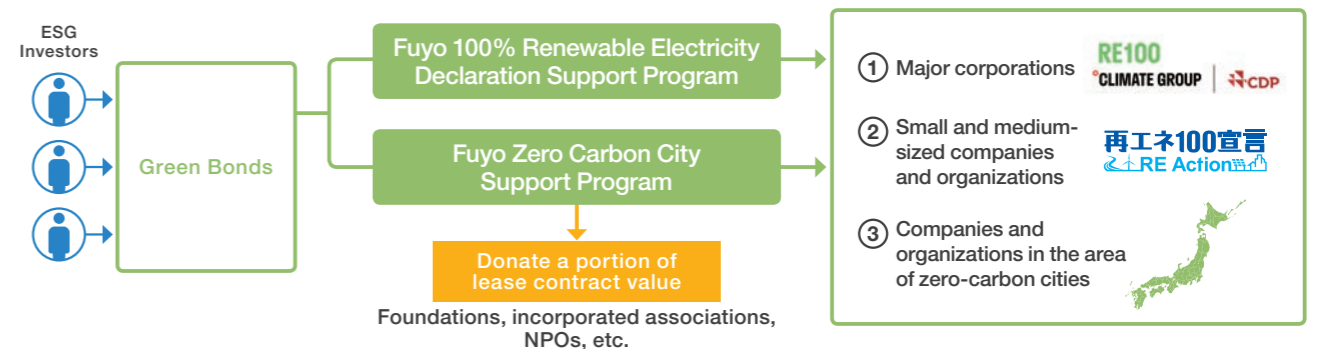 ESG
Investors
Green Bonds
Fuyo 100% Renewable Electricity
Declaration Support Program
Fuyo Zero Carbon City
Support Program
Donate a portion of
lease contract value
Foundations, incorporated associations,
NPOs, etc.
① Major corporations
RE100
°CLIMATE GROUP | CDP
② Small and medium-
sized companies
and organizations
再エネ100宣言
RE Action
③ Companies and
organizations in the area
of zero-carbon cities